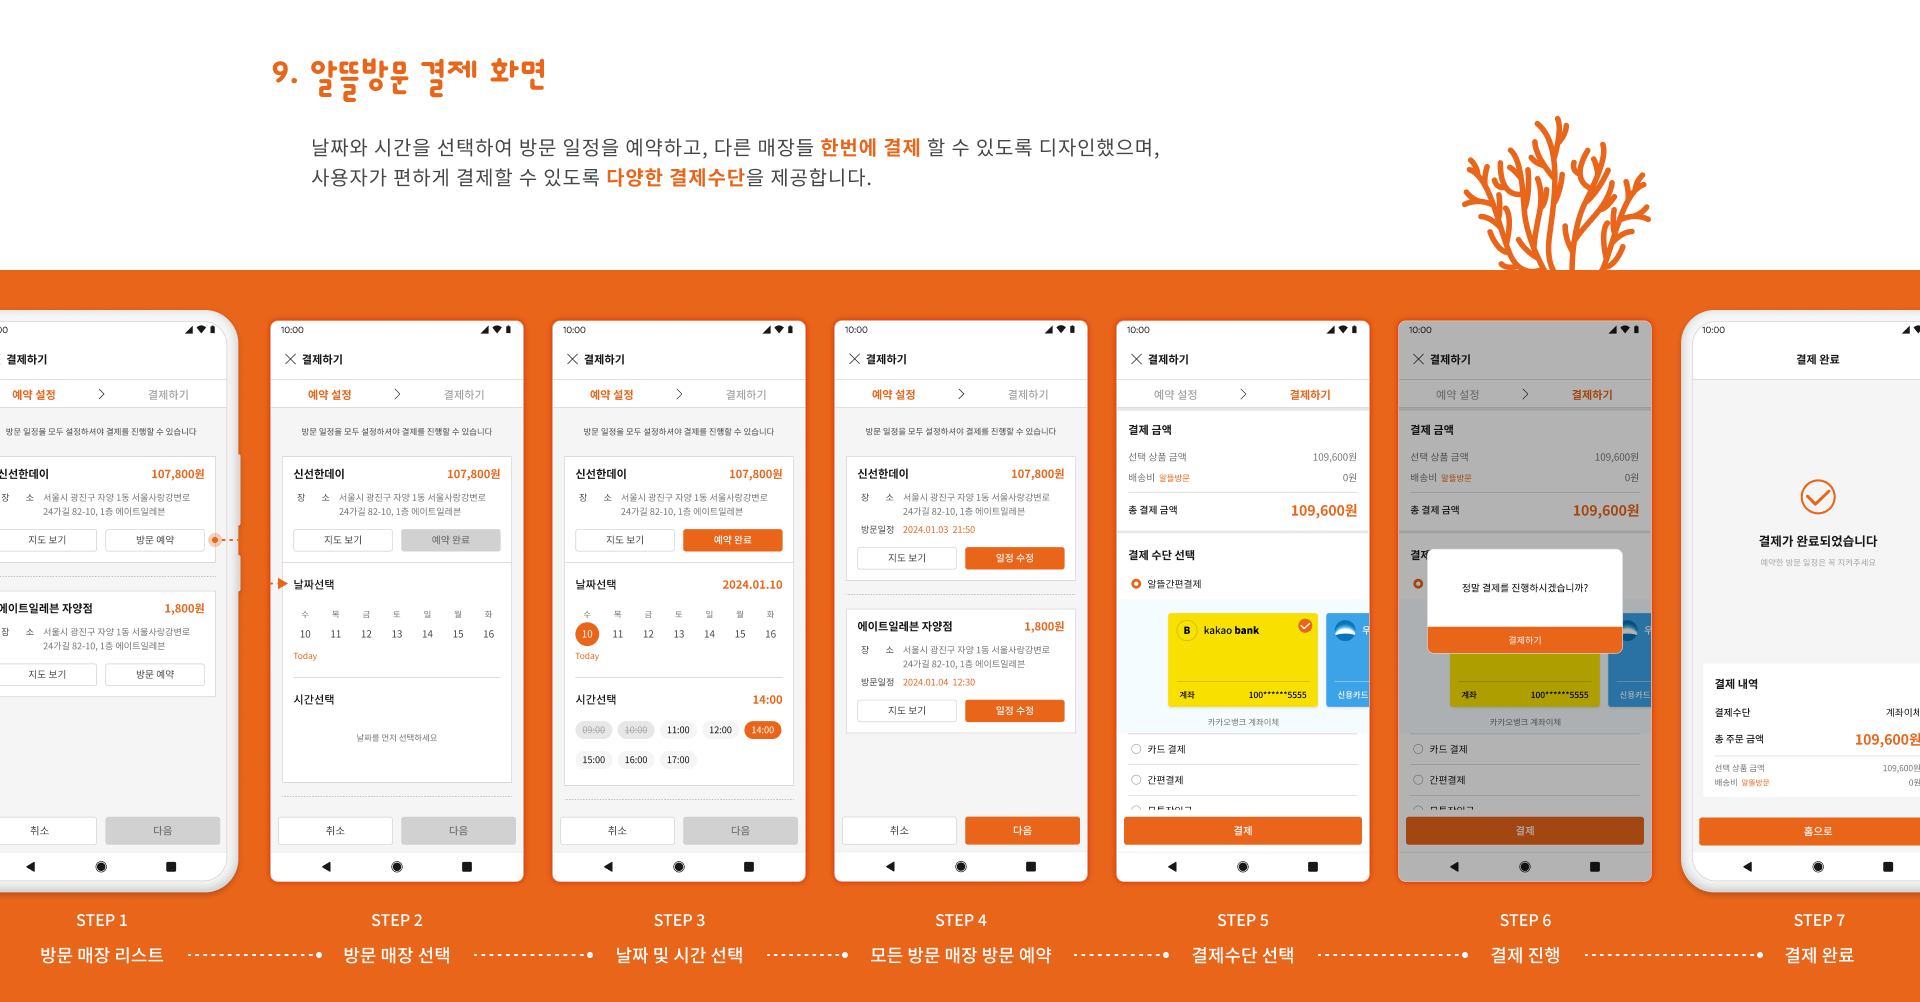 9. 알뜰방문 결제 화면
날짜와 시간을 선택하여 방문 일정을 예약하고, 다른 매장들 한번에 결제 할 수 있도록 디자인했으며,
사용자가 편하게 결제할 수 있도록 다양한 결제수단을 제공합니다.
00
결제하기
예약 설정 > 결제하기
방문 일정을 모두 설정하셔야 결제를 진행할 수 있습니다
신선한데이 107,800원
장 소 서울시 광진구 자양 1동 서울사랑강변로
24가길 82-10, 1층 에이트일레븐
지도 보기 방문 예약
에이트일레븐 자양점 1,800원
장 소 서울시 광진구 자양 1동 서울사랑강변로
24가길 82-10, 1층 에이트일레븐
지도 보기 방문 예약
취소 다음
10:00
결제하기
예약 설정 > 결제하기
방문 일정을 모두 설정하셔야 결제를 진행할 수 있습니다
신선한데이 107,800원
장 소 서울시 광진구 자양 1동 서울사랑강변로
24가길 82-10, 1층 에이트일레븐
지도 보기 예약 완료
날짜선택
수 목 금 토 일 월 화
10 11 12 13 14 15 16
Today
시간선택
날짜를 먼저 선택하세요
취소 다음
10:00
결제하기
예약 설정 > 결제하기
방문 일정을 모두 설정하셔야 결제를 진행할 수 있습니다
신선한데이 107,800원
장 소 서울시 광진구 자양 1동 서울사랑강변로
24가길 82-10, 1층 에이트일레븐
지도 보기 예약 완료
날짜선택 2024.01.10
수 목 금 토 일 월 화
10 11 12 13 14 15 16
Today
시간선택 14:00
09:00 10:00 11:00 12:00 14:00
15:00 16:00 17:00
취소 다음
10:00
결제하기
예약 설정 > 결제하기
방문 일정을 모두 설정하셔야 결제를 진행할 수 있습니다
신선한데이 107,800원
장 소 서울시 광진구 자양 1동 서울사랑강변로
24가길 82-10, 1층 에이트일레븐
방문일정 2024.01.03 21:50
지도 보기 일정 수정
에이트일레븐 자양점 1,800원
장 소 서울시 광진구 자양 1동 서울사랑강변로
24가길 82-10, 1층 에이트일레븐
방문일정 2024.01.04 12:30
지도 보기 일정 수정
취소 다음
10:00
결제하기
예약 설정 > 결제하기
결제 금액
선택 상품 금액 109,600원
배송비 알뜰방문 0원
총 결제 금액 109,600원
결제 수단 선택
알뜰간편결제
B kakao bank 우
계좌 100******5555 신용카드
카카오뱅크 계좌이체
카드 결제
간편결제
결제
10:00
결제하기
예약 설정 > 결제하기
결제 금액
선택 상품 금액 109,600원
배송비 알뜰방문 0원
총 결제 금액 109,600원
결제
정말 결제를 진행하시겠습니까?
결제하기
우
계좌 100******5555 신용카드
카카오뱅크 계좌이체
카드 결제
간편결제
결제
10:00
결제 완료
결제가 완료되었습니다
예약한 방문 일정은 꼭 지켜주세요
결제 내역
결제수단 계좌이체
총 주문 금액 109,600원
선택 상품 금액 109,600원
배송비 알뜰방문 0원
홈으로
STEP 1
방문 매장 리스트
STEP 2
방문 매장 선택
STEP 3
날짜 및 시간 선택
STEP 4
모든 방문 매장 방문 예약
STEP 5
결제수단 선택
STEP 6
결제 진행
STEP 7
결제 완료